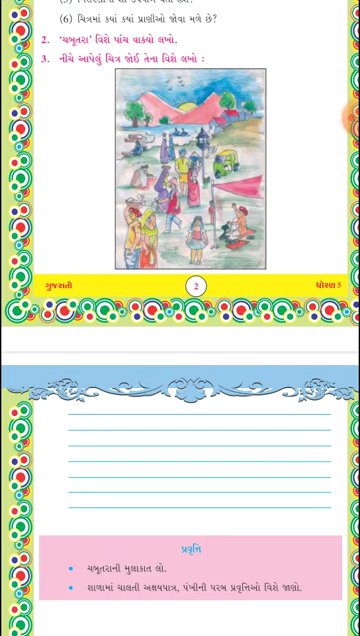 (6) ચિત્રમાં કયાં કયાં પ્રાણીઓ જોવા મળે છે?
2. ‘ચબૂતરા’ વિશે પાંચ વાક્યો લખો.
3. નીચે આપેલું ચિત્ર જોઈ તેના વિશે લખો :
ગુજરાતી
2
ધોરણ 5
પ્રવૃત્તિ
• ચબૂતરાની મુલાકાત લો.
• શાળામાં ચાલતી અક્ષયપાત્ર, પંખીની પરબ પ્રવૃત્તિઓ વિશે જાણો.